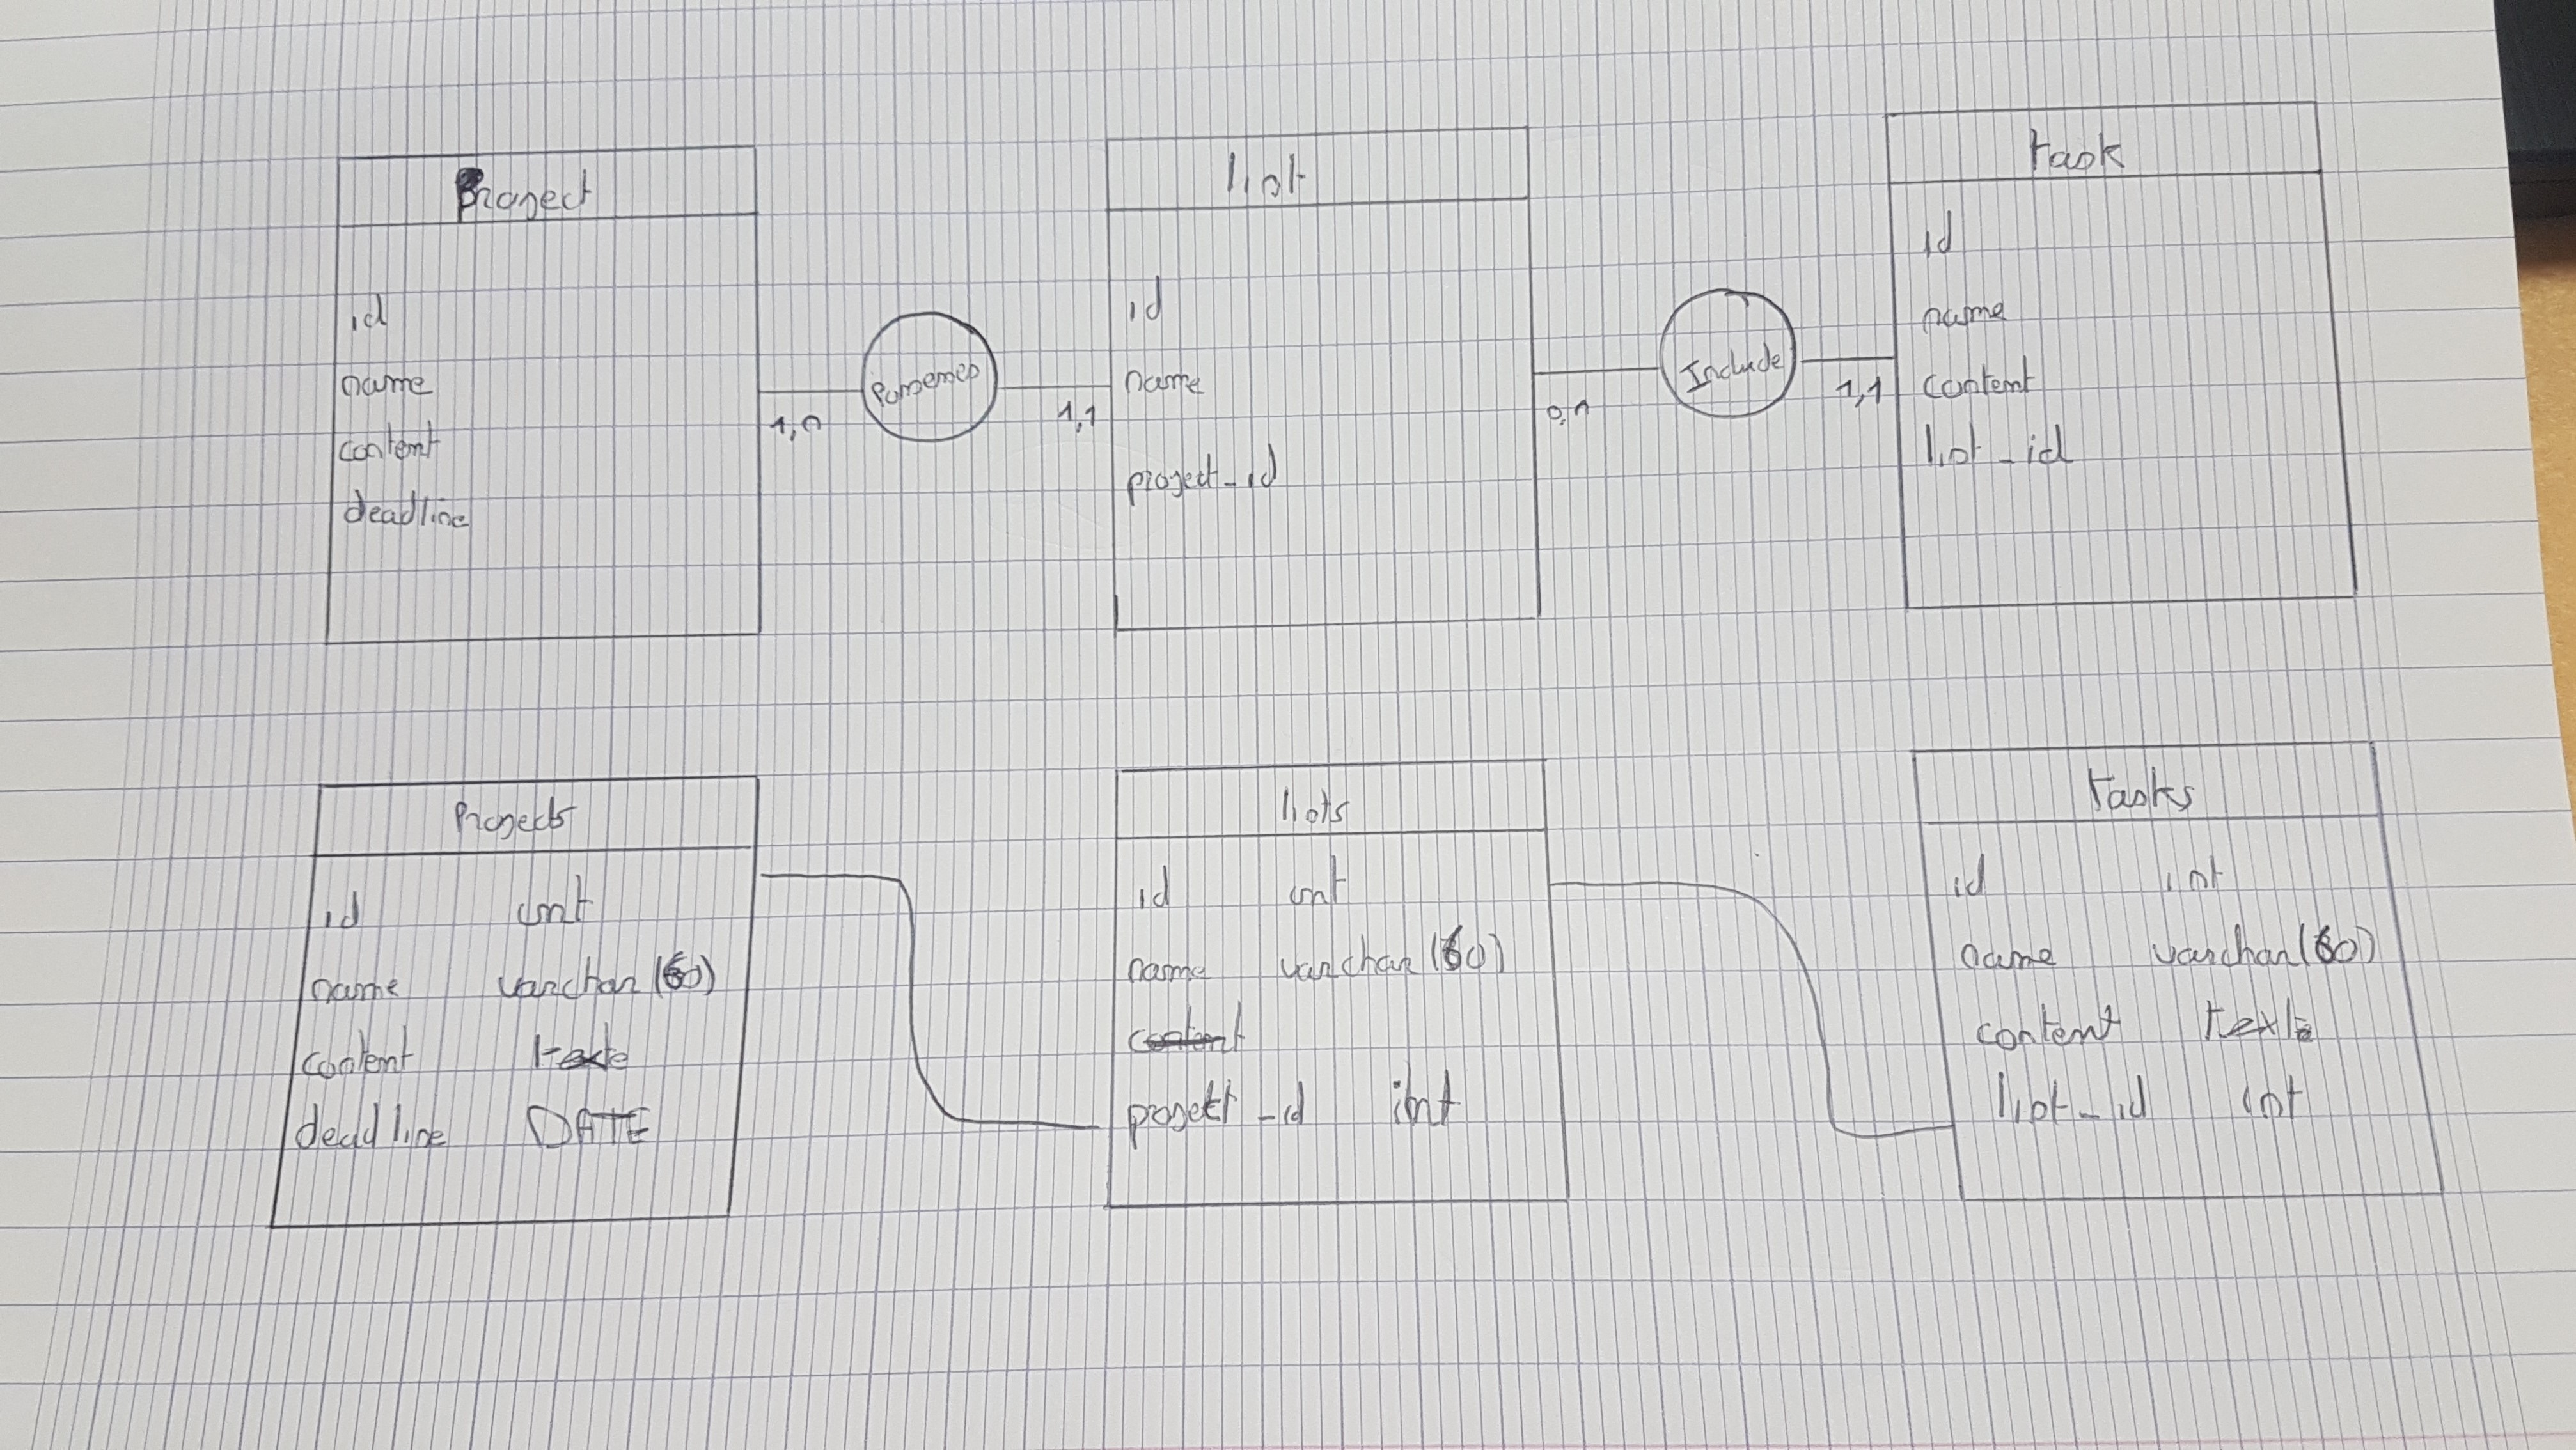 Project
id
name
content
deadline
1,n
1,1
list
id
name
project_id
0,n
Include
1,1
task
id
name
content
list_id
Projects
id int
name varchar (60)
content texte
deadline DATE
lists
id int
name varchar (60)
content
project_id int
tasks
id int
name varchar (60)
content texte
list_id int